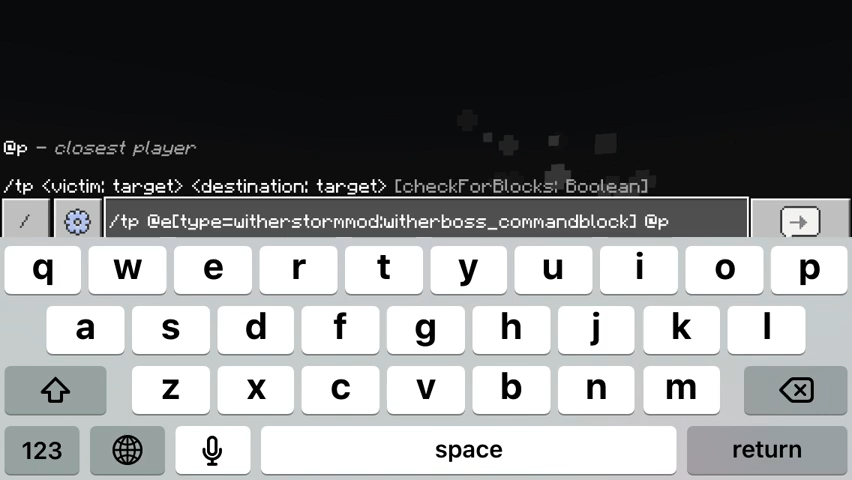 @p – closest player
/tp <victim: target> <destination: target> [checkForBlocks: Boolean]
/ /tp @e[type=witherstormmod:witherboss_commandblock] @p
q w e r t y u i o p
a s d f g h j k l
z x c v b n m
123 space return